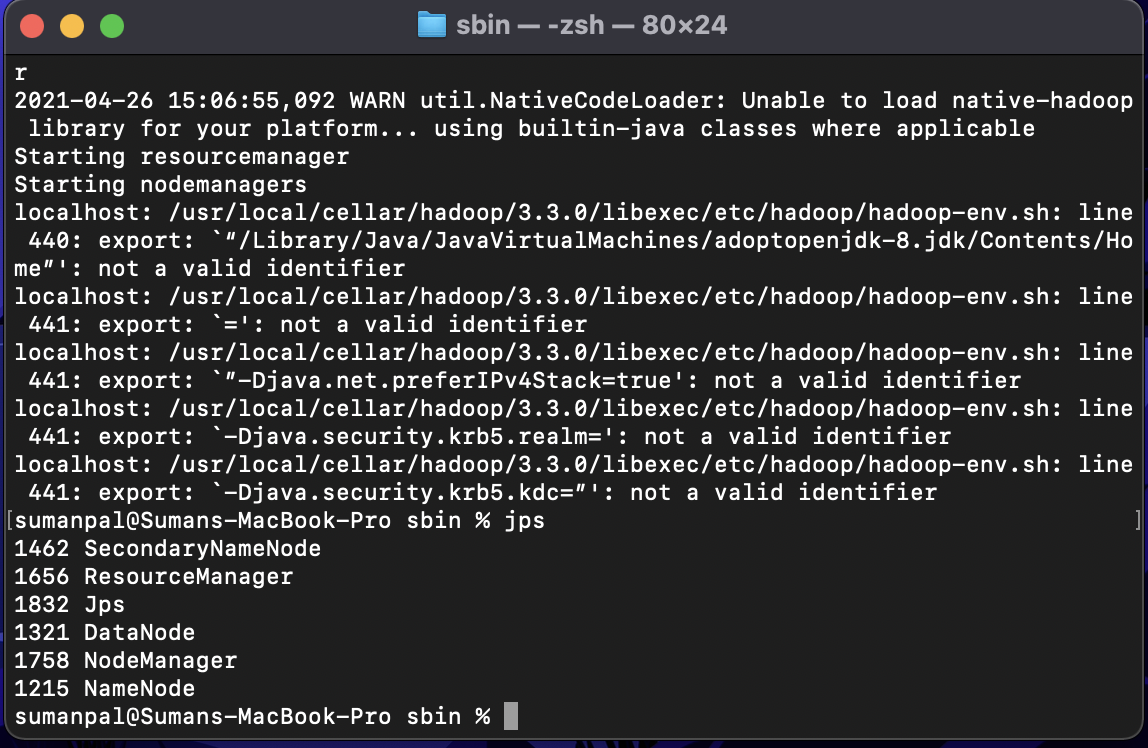 sbin — -zsh — 80×24
r
2021-04-26 15:06:55,092 WARN util.NativeCodeLoader: Unable to load native-hadoop
 library for your platform... using builtin-java classes where applicable
Starting resourcemanager
Starting nodemanagers
localhost: /usr/local/cellar/hadoop/3.3.0/libexec/etc/hadoop/hadoop-env.sh: line
 440: export: `“/Library/Java/JavaVirtualMachines/adoptopenjdk-8.jdk/Contents/Ho
me”': not a valid identifier
localhost: /usr/local/cellar/hadoop/3.3.0/libexec/etc/hadoop/hadoop-env.sh: line
 441: export: `=': not a valid identifier
localhost: /usr/local/cellar/hadoop/3.3.0/libexec/etc/hadoop/hadoop-env.sh: line
 441: export: `”-Djava.net.preferIPv4Stack=true': not a valid identifier
localhost: /usr/local/cellar/hadoop/3.3.0/libexec/etc/hadoop/hadoop-env.sh: line
 441: export: `-Djava.security.krb5.realm=': not a valid identifier
localhost: /usr/local/cellar/hadoop/3.3.0/libexec/etc/hadoop/hadoop-env.sh: line
 441: export: `-Djava.security.krb5.kdc=”': not a valid identifier
[sumanpal@Sumans-MacBook-Pro sbin % jps ]
1462 SecondaryNameNode
1656 ResourceManager
1832 Jps
1321 DataNode
1758 NodeManager
1215 NameNode
sumanpal@Sumans-MacBook-Pro sbin %